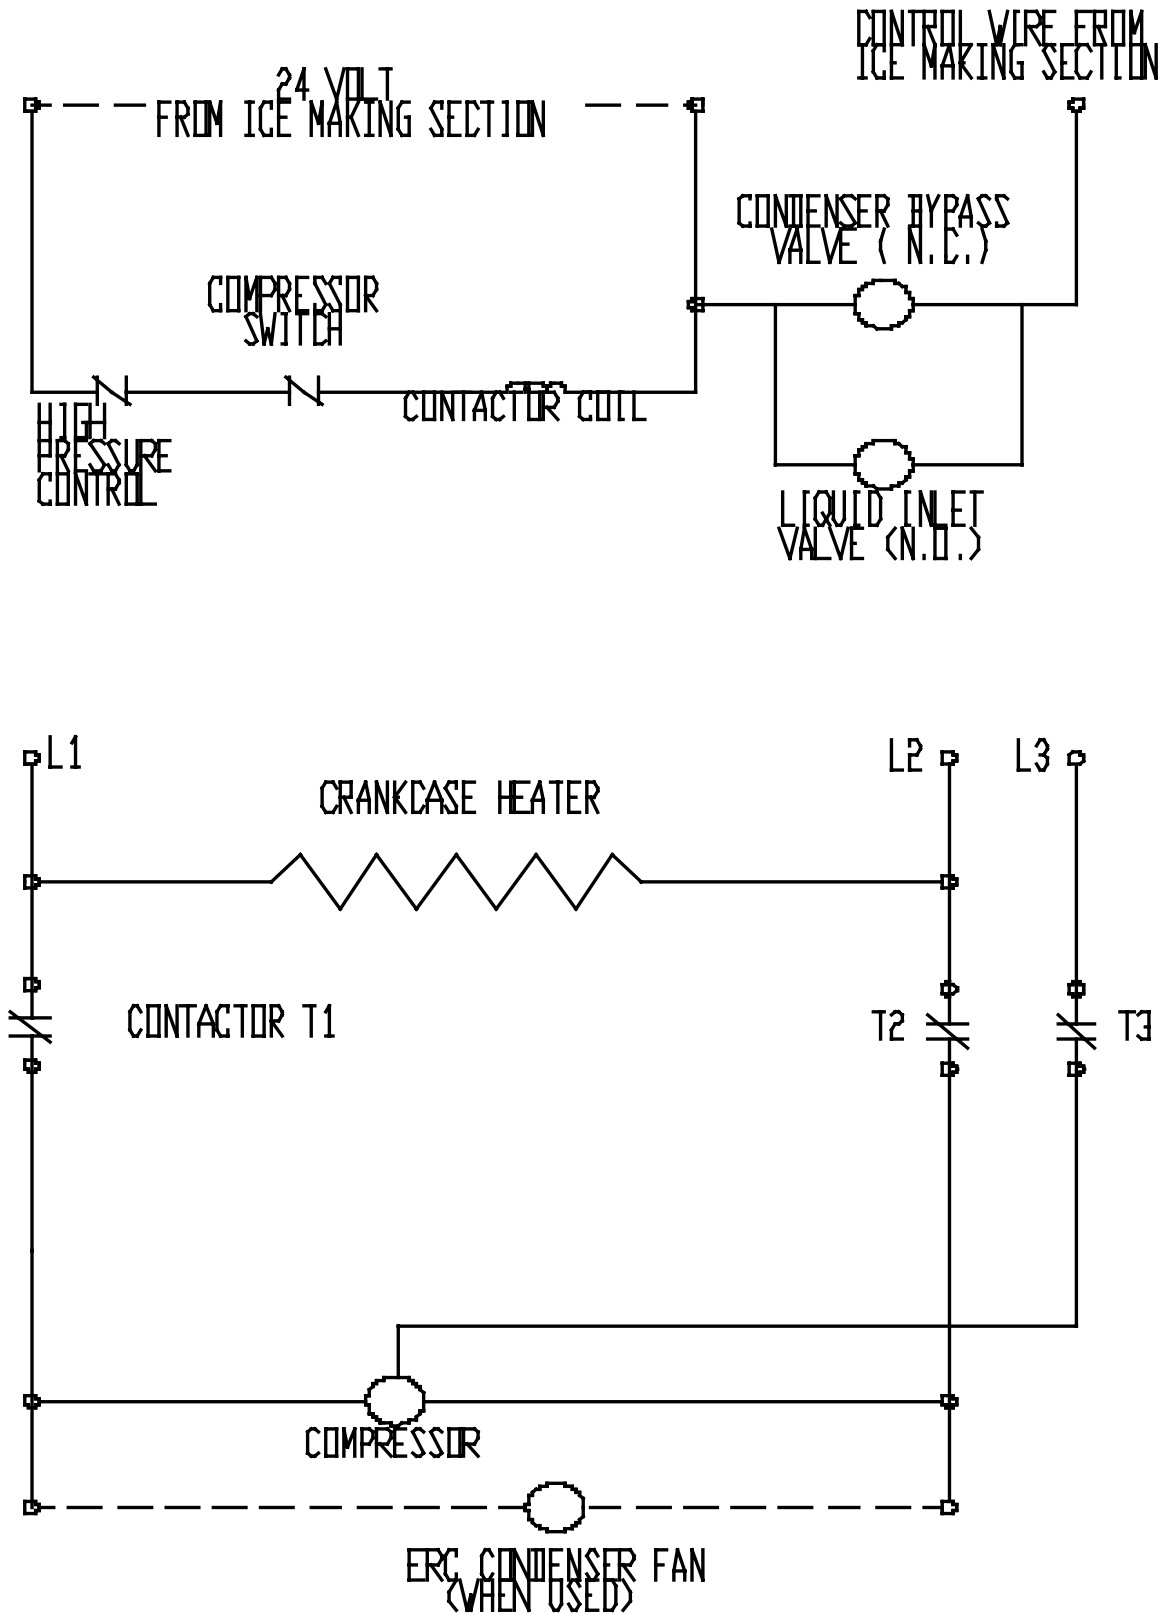 CONTROL WIRE FROM
ICE MAKING SECTION
24 VOLT
FROM ICE MAKING SECTION
CONDENSER BYPASS
VALVE ( N.C.)
COMPRESSOR
SWITCH
CONTACTOR COIL
HIGH
PRESSURE
CONTROL
LIQUID INLET
VALVE (N.O.)
L1
L2
L3
CRANKCASE HEATER
CONTACTOR T1
T2
T3
COMPRESSOR
ERC CONDENSER FAN
(WHEN USED)